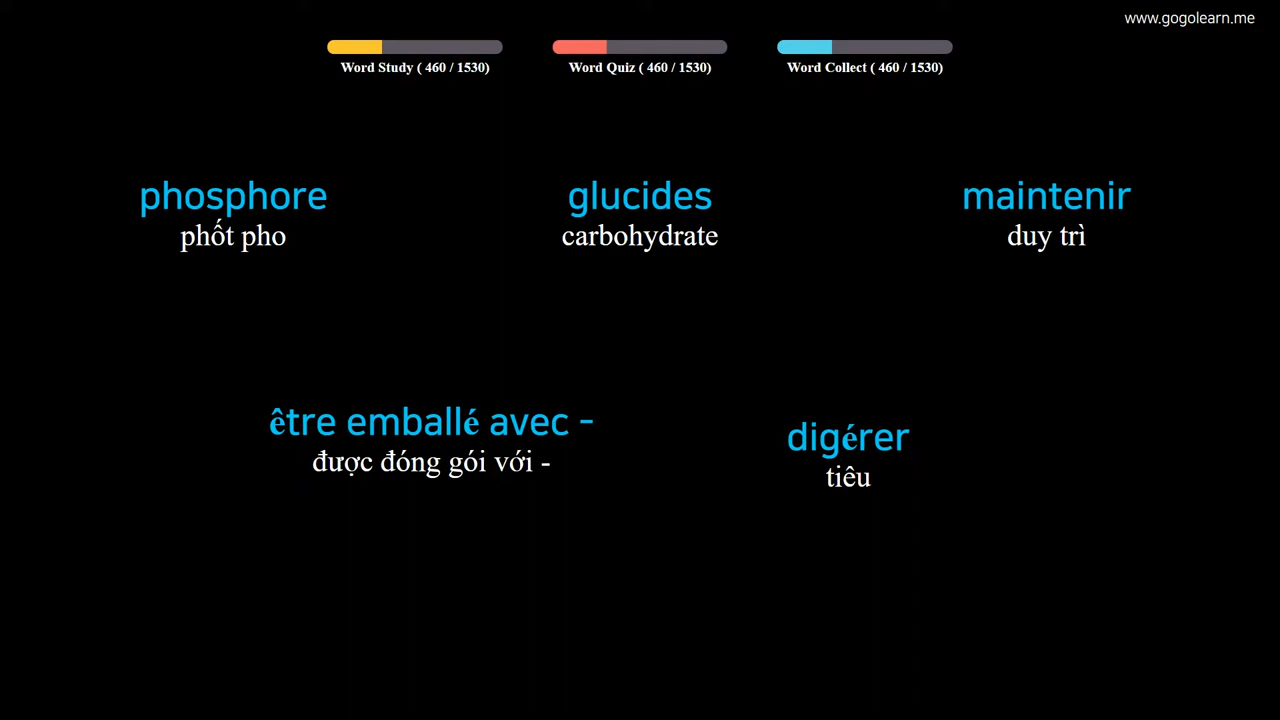 www.gogolearn.me
Word Study ( 460 / 1530)
Word Quiz ( 460 / 1530)
Word Collect ( 460 / 1530)
phosphore
phốt pho
glucides
carbohydrate
maintenir
duy trì
être emballé avec -
được đóng gói với -
digérer
tiêu